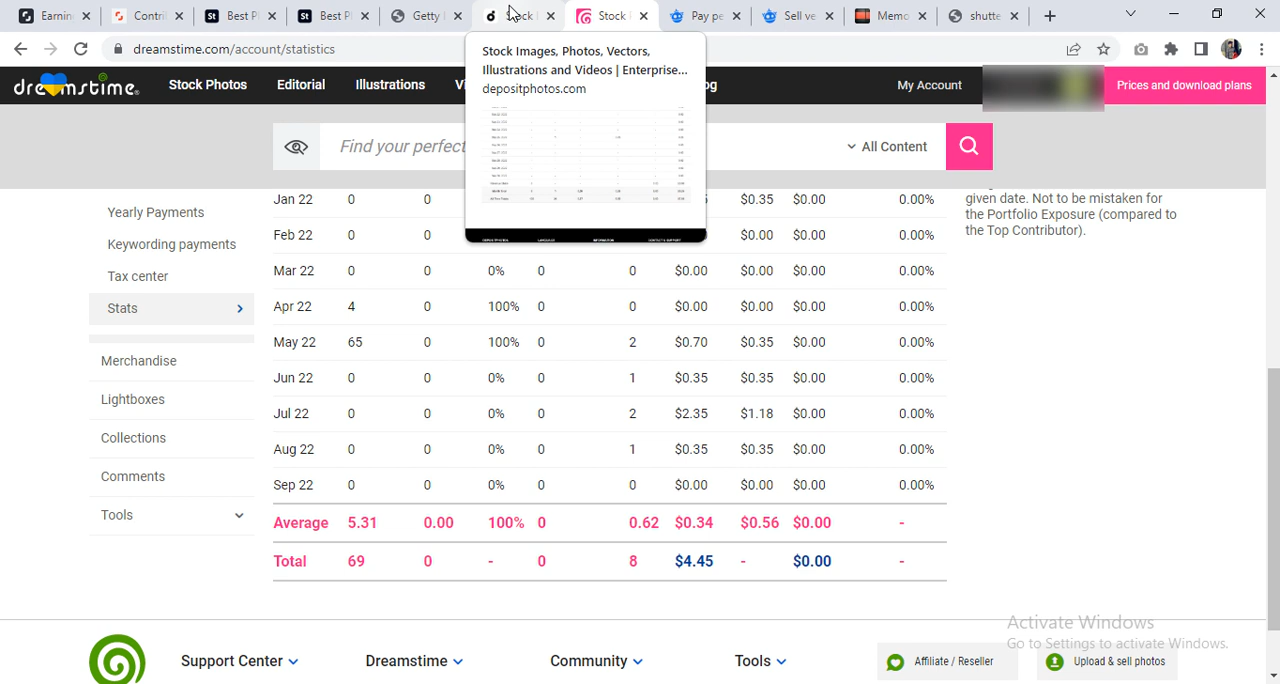 Earnin
Contri
Best P
Best P
Getty
Stock
Pay pe
Sell ve
Memo
shutte
dreamstime.com/account/statistics
Stock Images, Photos, Vectors,
Illustrations and Videos | Enterprise...
depositphotos.com
dreamstime.
Stock Photos
Editorial
Illustrations
My Account
Prices and download plans
Find your perfect
All Content
Yearly Payments
Keywording payments
Tax center
Stats
Merchandise
Lightboxes
Collections
Comments
Tools
Jan 22 0 0 $0.35 $0.00 0.00%
Feb 22 0 0 $0.00 $0.00 0.00%
Mar 22 0 0 0% 0 0 $0.00 $0.00 $0.00 0.00%
Apr 22 4 0 100% 0 0 $0.00 $0.00 $0.00 0.00%
May 22 65 0 100% 0 2 $0.70 $0.35 $0.00 0.00%
Jun 22 0 0 0% 0 1 $0.35 $0.35 $0.00 0.00%
Jul 22 0 0 0% 0 2 $2.35 $1.18 $0.00 0.00%
Aug 22 0 0 0% 0 1 $0.35 $0.35 $0.00 0.00%
Sep 22 0 0 0% 0 0 $0.00 $0.00 $0.00 0.00%
Average 5.31 0.00 100% 0 0.62 $0.34 $0.56 $0.00 -
Total 69 0 - 0 8 $4.45 - $0.00 -
given date. Not to be mistaken for
the Portfolio Exposure (compared to
the Top Contributor).
Activate Windows
Go to Settings to activate Windows.
Support Center
Dreamstime
Community
Tools
Affiliate / Reseller
Upload & sell photos